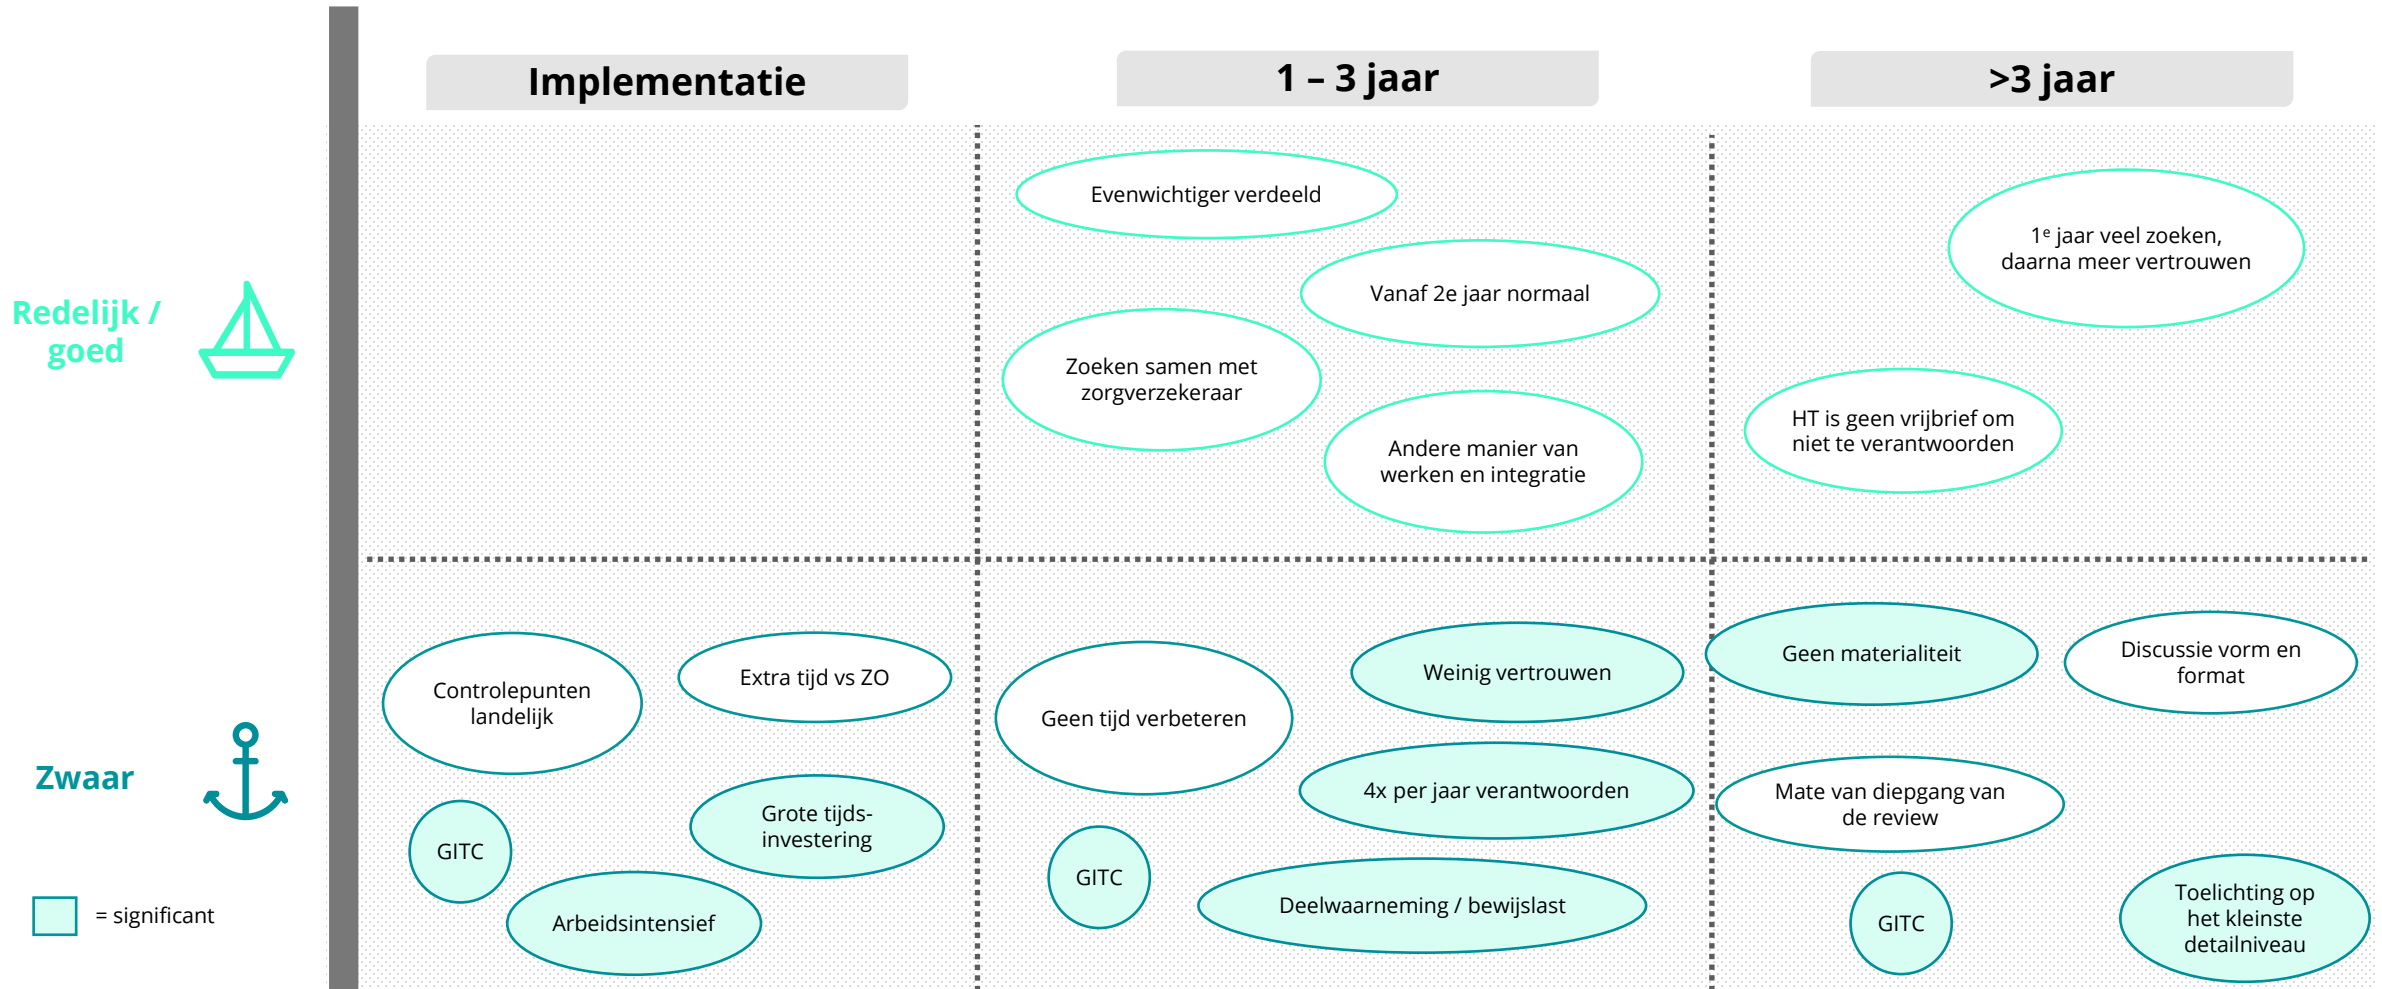 Implementatie
1 – 3 jaar
>3 jaar
Redelijk /
goed
Evenwichtiger verdeeld
Vanaf 2e jaar normaal
Zoeken samen met
zorgverzekeraar
Andere manier van
werken en integratie
1ᵉ jaar veel zoeken,
daarna meer vertrouwen
HT is geen vrijbrief om
niet te verantwoorden
Zwaar
Controlepunten
landelijk
Extra tijd vs ZO
Grote tijds-
investering
GITC
Arbeidsintensief
Geen tijd verbeteren
Weinig vertrouwen
4x per jaar verantwoorden
GITC
Deelwaarneming / bewijslast
Geen materialiteit
Discussie vorm en
format
Mate van diepgang van
de review
GITC
Toelichting op
het kleinste
detailniveau
= significant